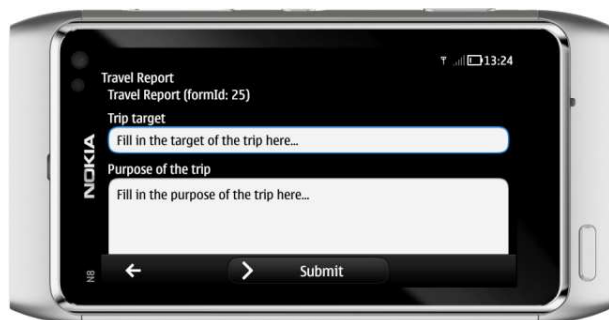 13:24
Travel Report
Travel Report (formId: 25)
Trip target
Fill in the target of the trip here...
Purpose of the trip
Fill in the purpose of the trip here...
Submit
NOKIA
N8